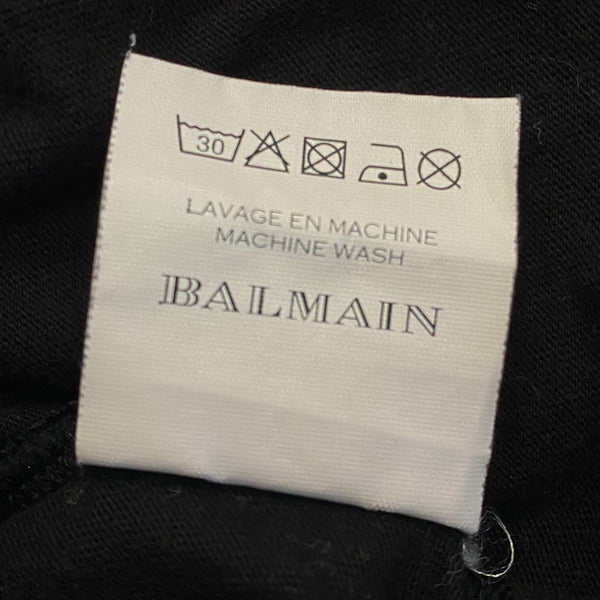 30
LAVAGE EN MACHINE
MACHINE WASH
BALMAIN